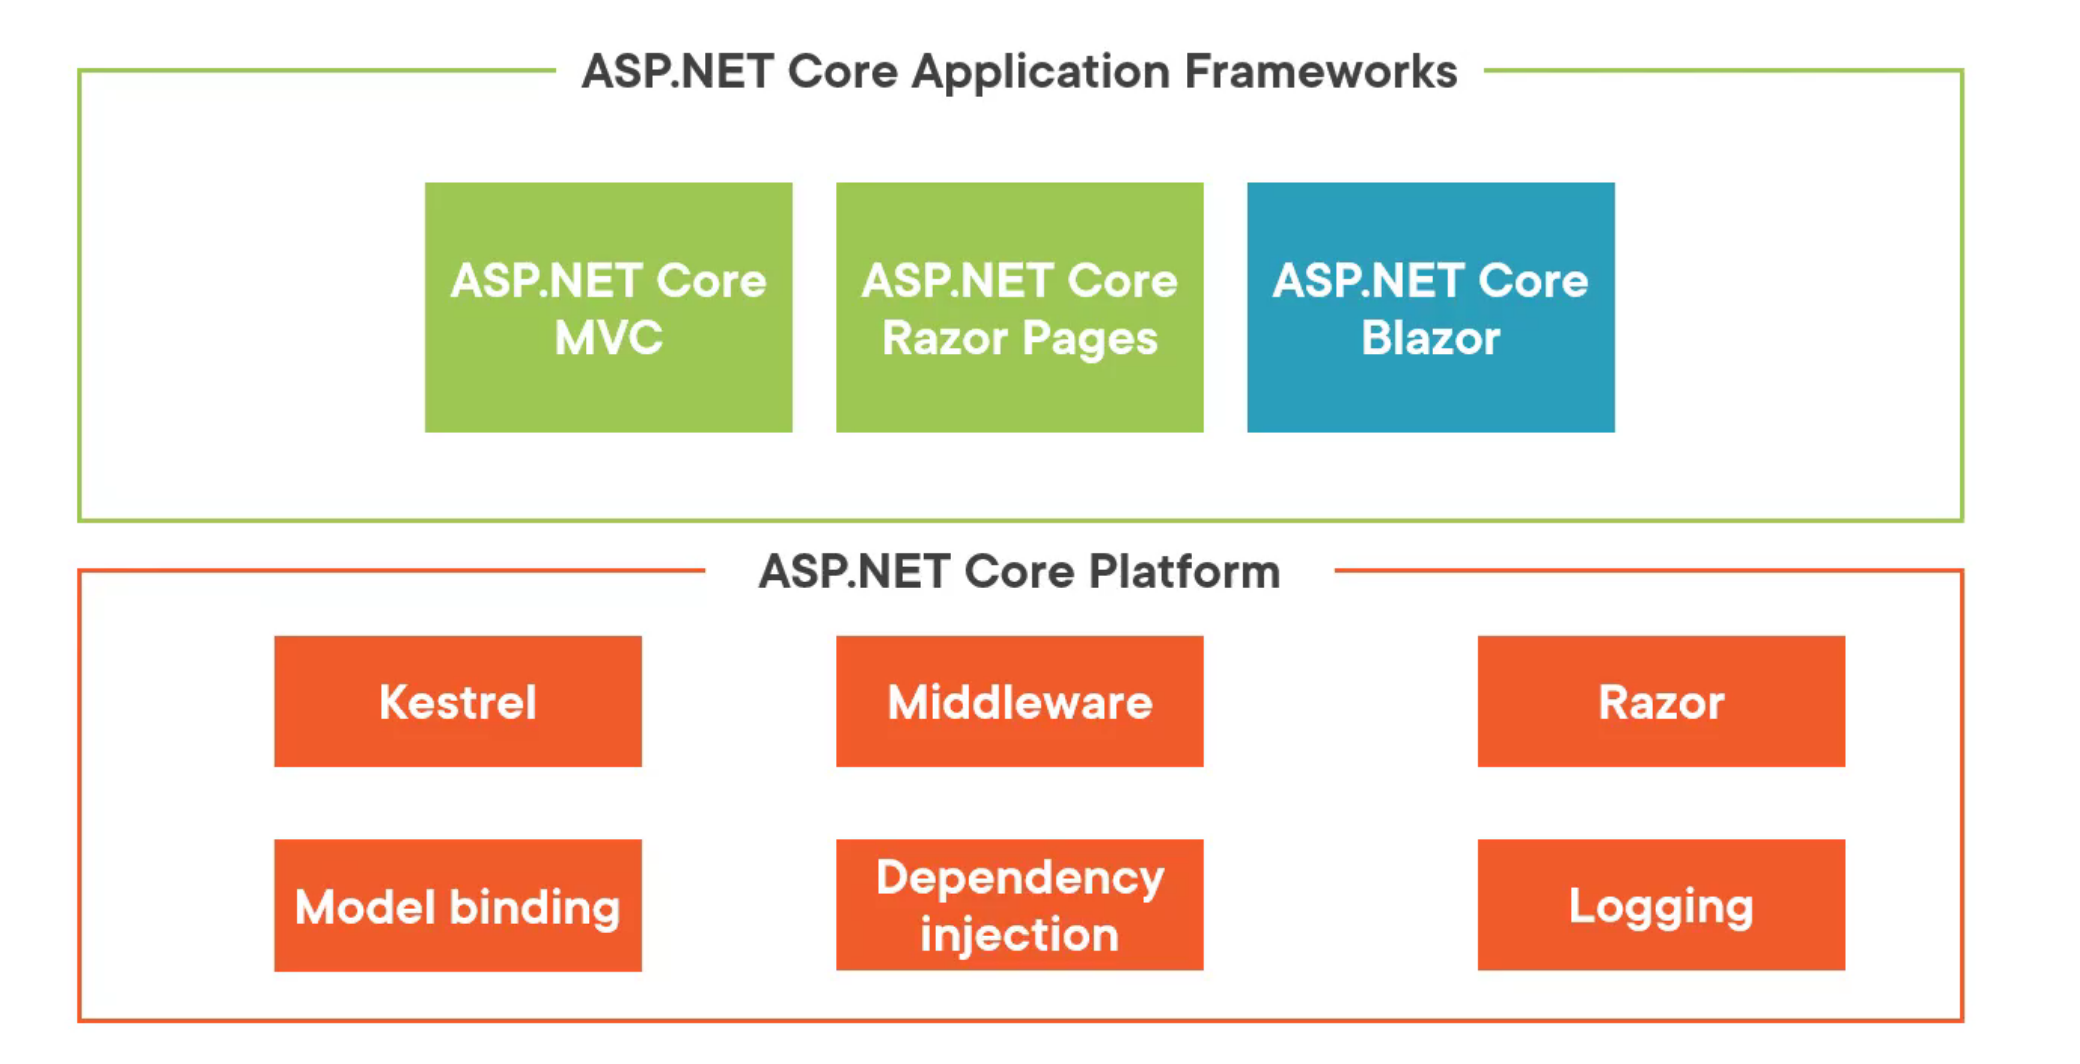 ASP.NET Core Application Frameworks
ASP.NET Core
MVC
ASP.NET Core
Razor Pages
ASP.NET Core
Blazor
ASP.NET Core Platform
Kestrel
Middleware
Razor
Model binding
Dependency
injection
Logging